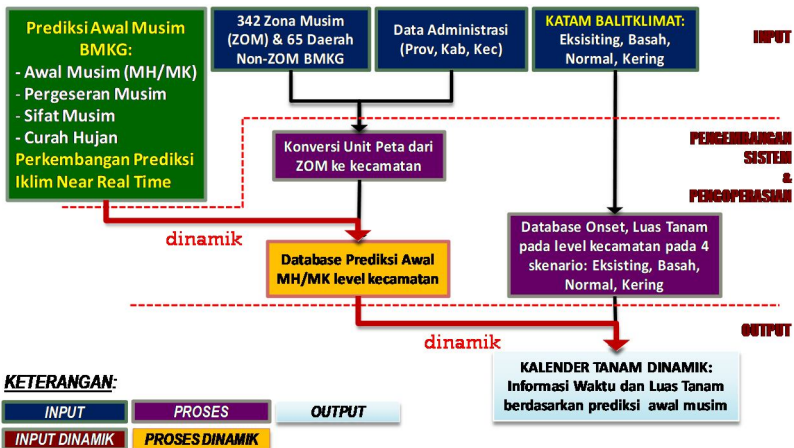 Prediksi Awal Musim
BMKG:
- Awal Musim (MH/MK)
- Pergeseran Musim
- Sifat Musim
- Curah Hujan
Perkembangan Prediksi
Iklim Near Real Time
342 Zona Musim
(ZOM) & 65 Daerah
Non-ZOM BMKG
Data Administrasi
(Prov, Kab, Kec)
KATAM BALITKLIMAT:
Eksisiting, Basah,
Normal, Kering
INPUT
Konversi Unit Peta dari
ZOM ke kecamatan
PENGEMBANGAN
SISTEM
&
PENGOPERASIAN
dinamik
Database Prediksi Awal
MH/MK level kecamatan
Database Onset, Luas Tanam
pada level kecamatan pada 4
skenario: Eksisting, Basah,
Normal, Kering
dinamik
OUTPUT
KALENDER TANAM DINAMIK:
Informasi Waktu dan Luas Tanam
berdasarkan prediksi awal musim
KETERANGAN:
INPUT
PROSES
OUTPUT
INPUT DINAMIK
PROSES DINAMIK